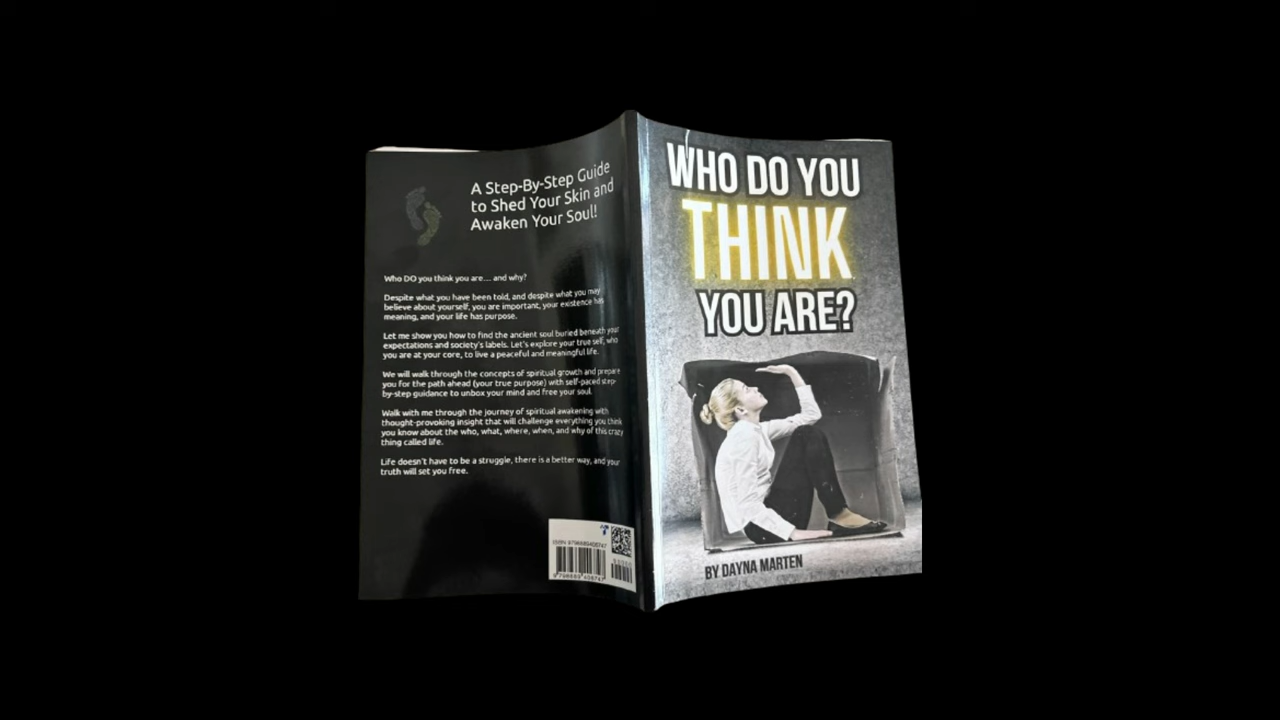 A Step-By-Step Guide
to Shed Your Skin and
Awaken Your Soul!
Who DO you think you are.... and why?
Despite what you have been told, and despite what you may
believe about yourself, you are important, your existence has
meaning, and your life has purpose.
Let me show you how to find the ancient soul buried beneath your
expectations and society's labels. Let's explore your true self, who
you are at your core, to live a peaceful and meaningful life.
We will walk through the concepts of spiritual growth and prepare
you for the path ahead (your true purpose) with self-paced step-
by-step guidance to unbox your mind and free your soul.
Walk with me through the journey of spiritual awakening with
thought-provoking insight that will challenge everything you think
you know about the who, what, where, when, and why of this crazy
thing called life.
Life doesn't have to be a struggle, there is a better way, and your
truth will set you free.
WHO DO YOU
THINK
YOU ARE?
BY DAYNA MARTEN